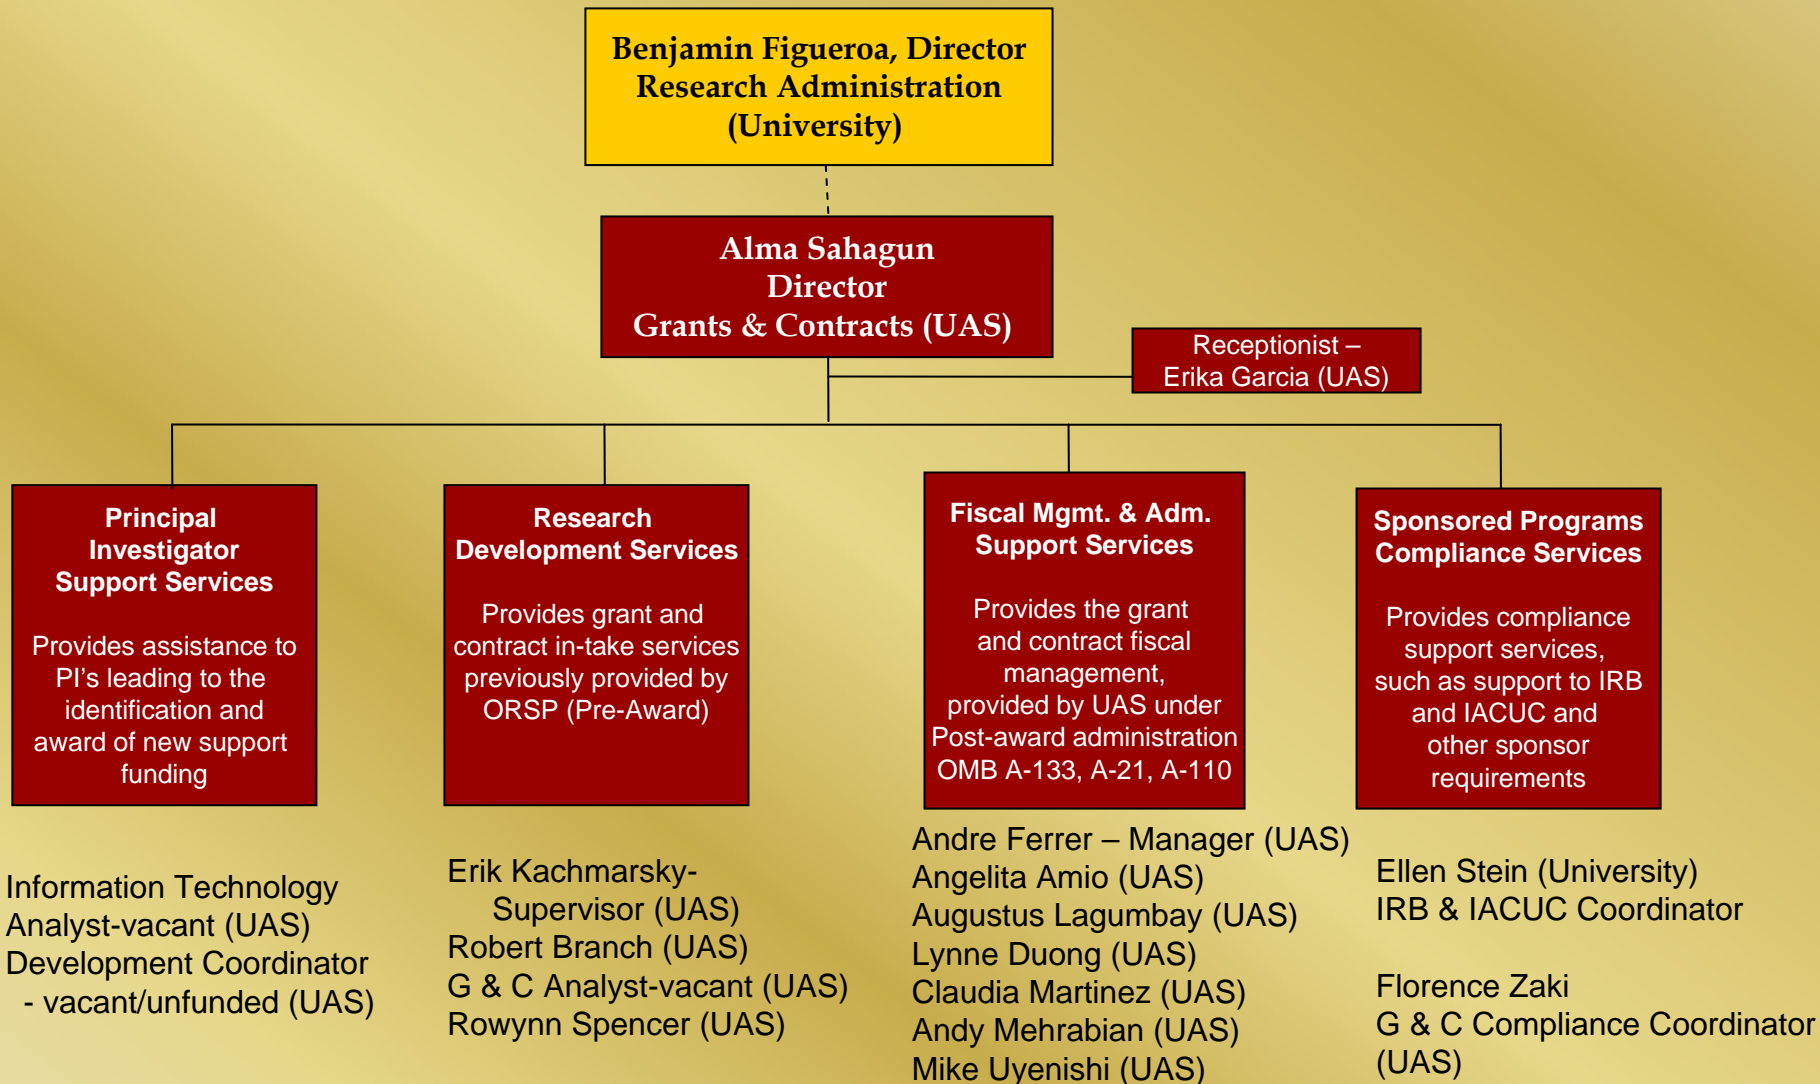 Benjamin Figueroa, Director
Research Administration
(University)
Alma Sahagun
Director
Grants & Contracts (UAS)
Receptionist –
Erika Garcia (UAS)
Principal
Investigator
Support Services
Provides assistance to
PI's leading to the
identification and
award of new support
funding
Information Technology
Analyst-vacant (UAS)
Development Coordinator
- vacant/unfunded (UAS)
Research
Development Services
Provides grant and
contract in-take services
previously provided by
ORSP (Pre-Award)
Erik Kachmarsky-
Supervisor (UAS)
Robert Branch (UAS)
G & C Analyst-vacant (UAS)
Rowynn Spencer (UAS)
Fiscal Mgmt. & Adm.
Support Services
Provides the grant
and contract fiscal
management,
provided by UAS under
Post-award administration
OMB A-133, A-21, A-110
Andre Ferrer – Manager (UAS)
Angelita Amio (UAS)
Augustus Lagumbay (UAS)
Lynne Duong (UAS)
Claudia Martinez (UAS)
Andy Mehrabian (UAS)
Mike Uyenishi (UAS)
Sponsored Programs
Compliance Services
Provides compliance
support services,
such as support to IRB
and IACUC and
other sponsor
requirements
Ellen Stein (University)
IRB & IACUC Coordinator
Florence Zaki
G & C Compliance Coordinator
(UAS)